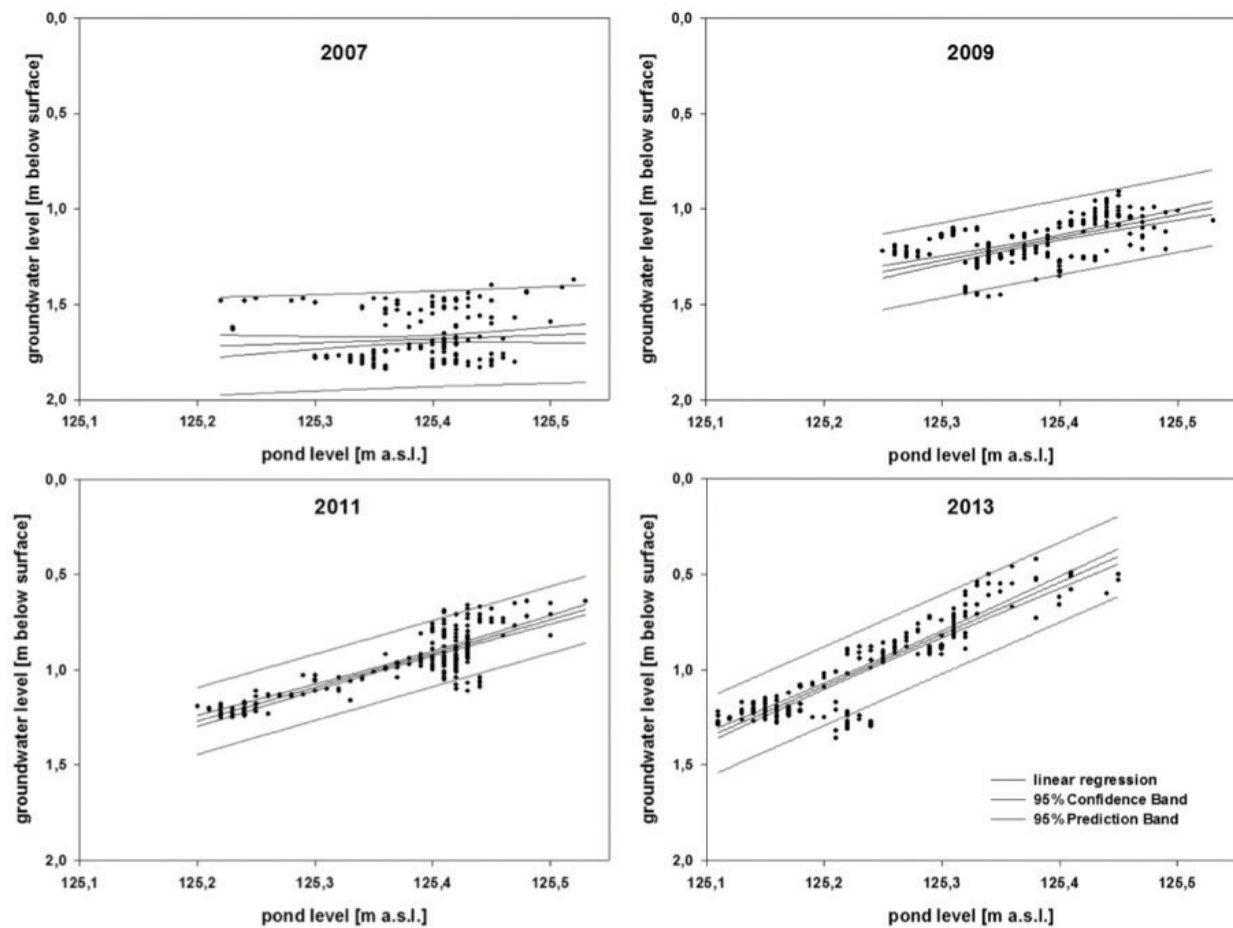 2007
0,0
0,5
1,0
1,5
2,0
groundwater level [m below surface]
125,1 125,2 125,3 125,4 125,5
pond level [m a.s.l.]
2009
0,0
0,5
1,0
1,5
2,0
groundwater level [m below surface]
125,1 125,2 125,3 125,4 125,5
pond level [m a.s.l.]
2011
0,0
0,5
1,0
1,5
2,0
groundwater level [m below surface]
125,1 125,2 125,3 125,4 125,5
pond level [m a.s.l.]
2013
0,0
0,5
1,0
1,5
2,0
groundwater level [m below surface]
linear regression
95% Confidence Band
95% Prediction Band
125,1 125,2 125,3 125,4 125,5
pond level [m a.s.l.]